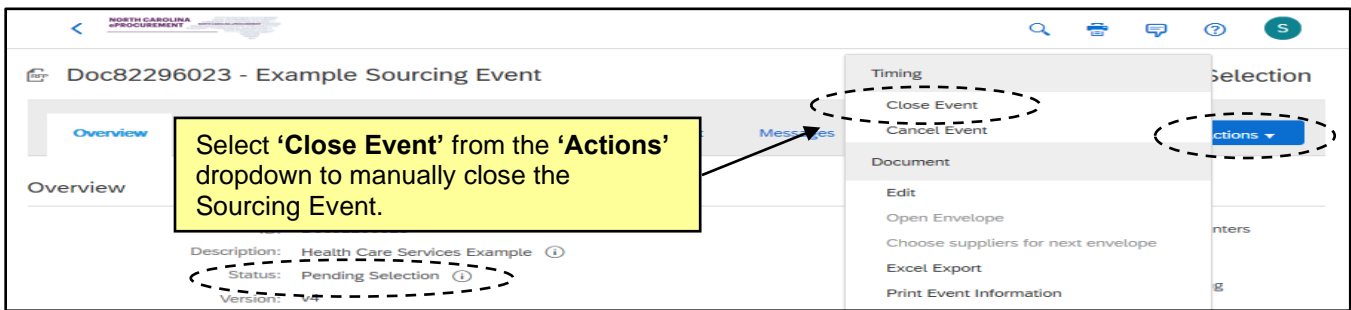 NORTH CAROLINA
ePROCUREMENT
S
RFP
Doc82296023 - Example Sourcing Event
Selection
Timing
Close Event
Cancel Event
Overview
Messages
ctions
Select ‘Close Event’ from the ‘Actions’
dropdown to manually close the
Sourcing Event.
Document
Overview
Edit
Open Envelope
nters
Description: Health Care Services Example
Choose suppliers for next envelope
Status: Pending Selection
Excel Export
Version: v4
Print Event Information
g